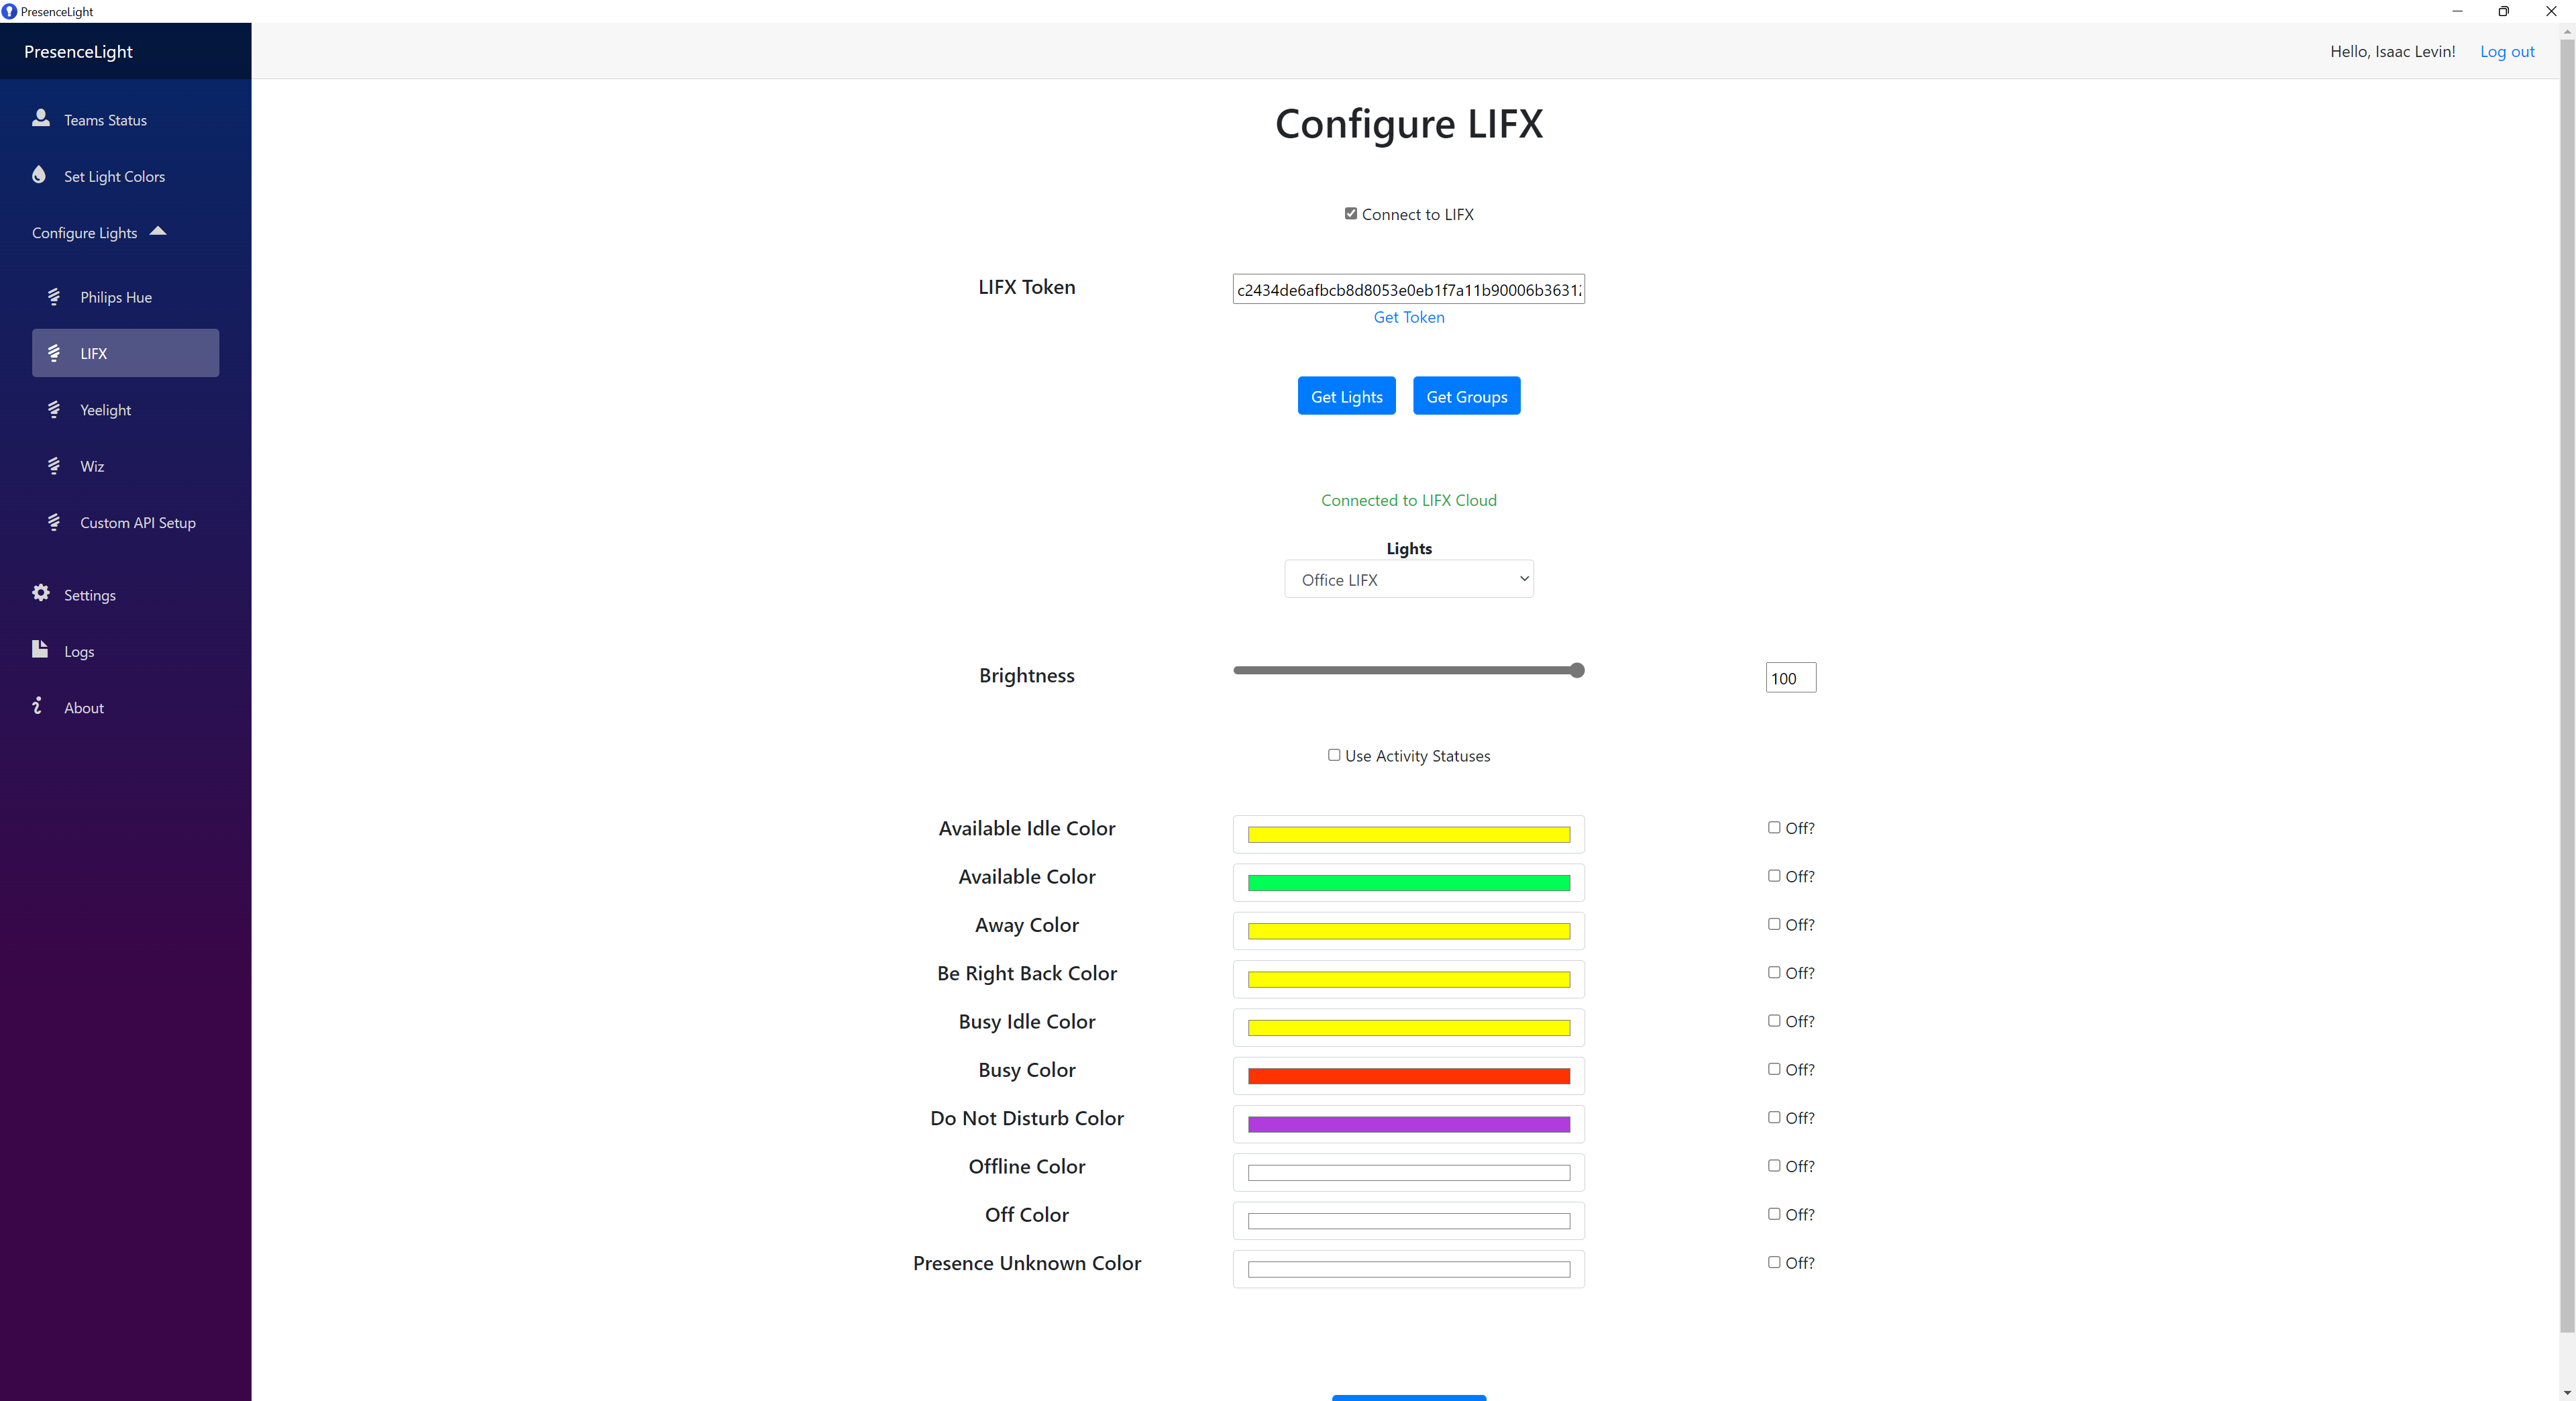 PresenceLight
PresenceLight
Hello, Isaac Levin!
Log out
Teams Status
Set Light Colors
Configure Lights
Philips Hue
LIFX
Yeelight
Wiz
Custom API Setup
Settings
Logs
About
Configure LIFX
Connect to LIFX
LIFX Token
c2434de6afbcb8d8053e0eb1f7a11b90006b3631
Get Token
Get Lights
Get Groups
Connected to LIFX Cloud
Lights
Office LIFX
Brightness
100
Use Activity Statuses
Available Idle Color
Off?
Available Color
Off?
Away Color
Off?
Be Right Back Color
Off?
Busy Idle Color
Off?
Busy Color
Off?
Do Not Disturb Color
Off?
Offline Color
Off?
Off Color
Off?
Presence Unknown Color
Off?